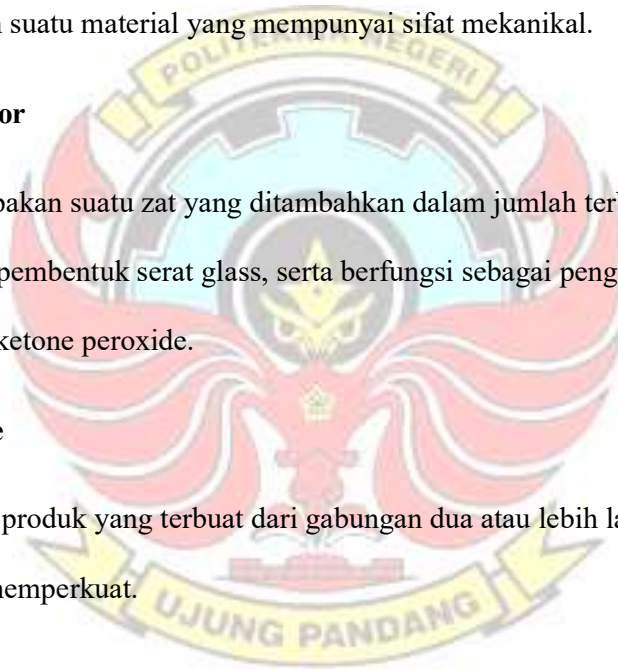 suatu material yang mempunyai sifat mekanikal.
POLITEKNIK NEGERI
or
pakan suatu zat yang ditambahkan dalam jumlah ter
pembentuk serat glass, serta berfungsi sebagai peng
ketone peroxide.
e
produk yang terbuat dari gabungan dua atau lebih la
memperkuat.
UJUNG PANDANG